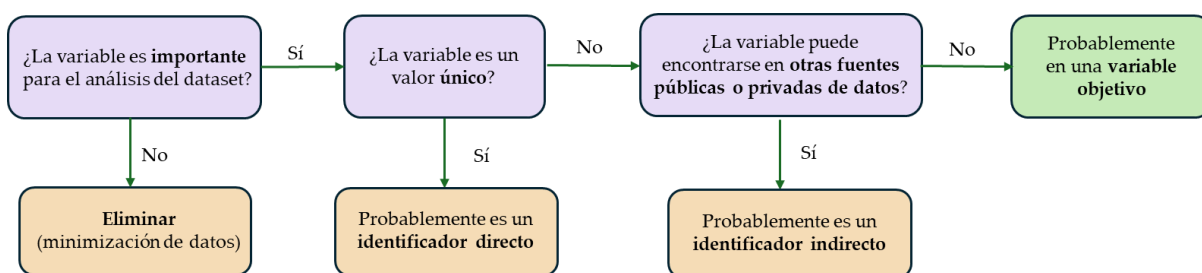 ¿La variable es importante
para el análisis del dataset?
Sí
¿La variable es un
valor único?
No
¿La variable puede
encontrarse en otras fuentes
públicas o privadas de datos?
No
Probablemente
en una variable
objetivo
No
Sí
Sí
Eliminar
(minimización de datos)
Probablemente es un
identificador directo
Probablemente es un
identificador indirecto